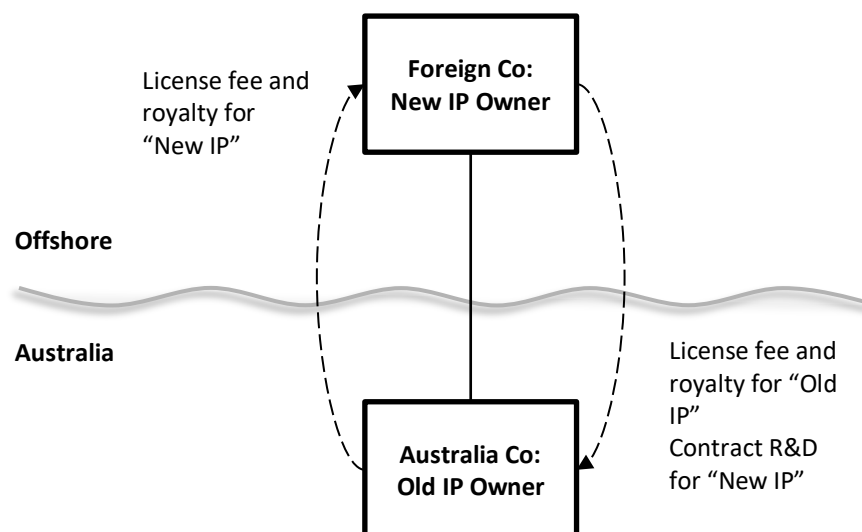 Foreign Co:
New IP Owner
License fee and
royalty for
“New IP”
Offshore
Australia
License fee and
royalty for “Old
IP”
Contract R&D
for “New IP”
Australia Co:
Old IP Owner